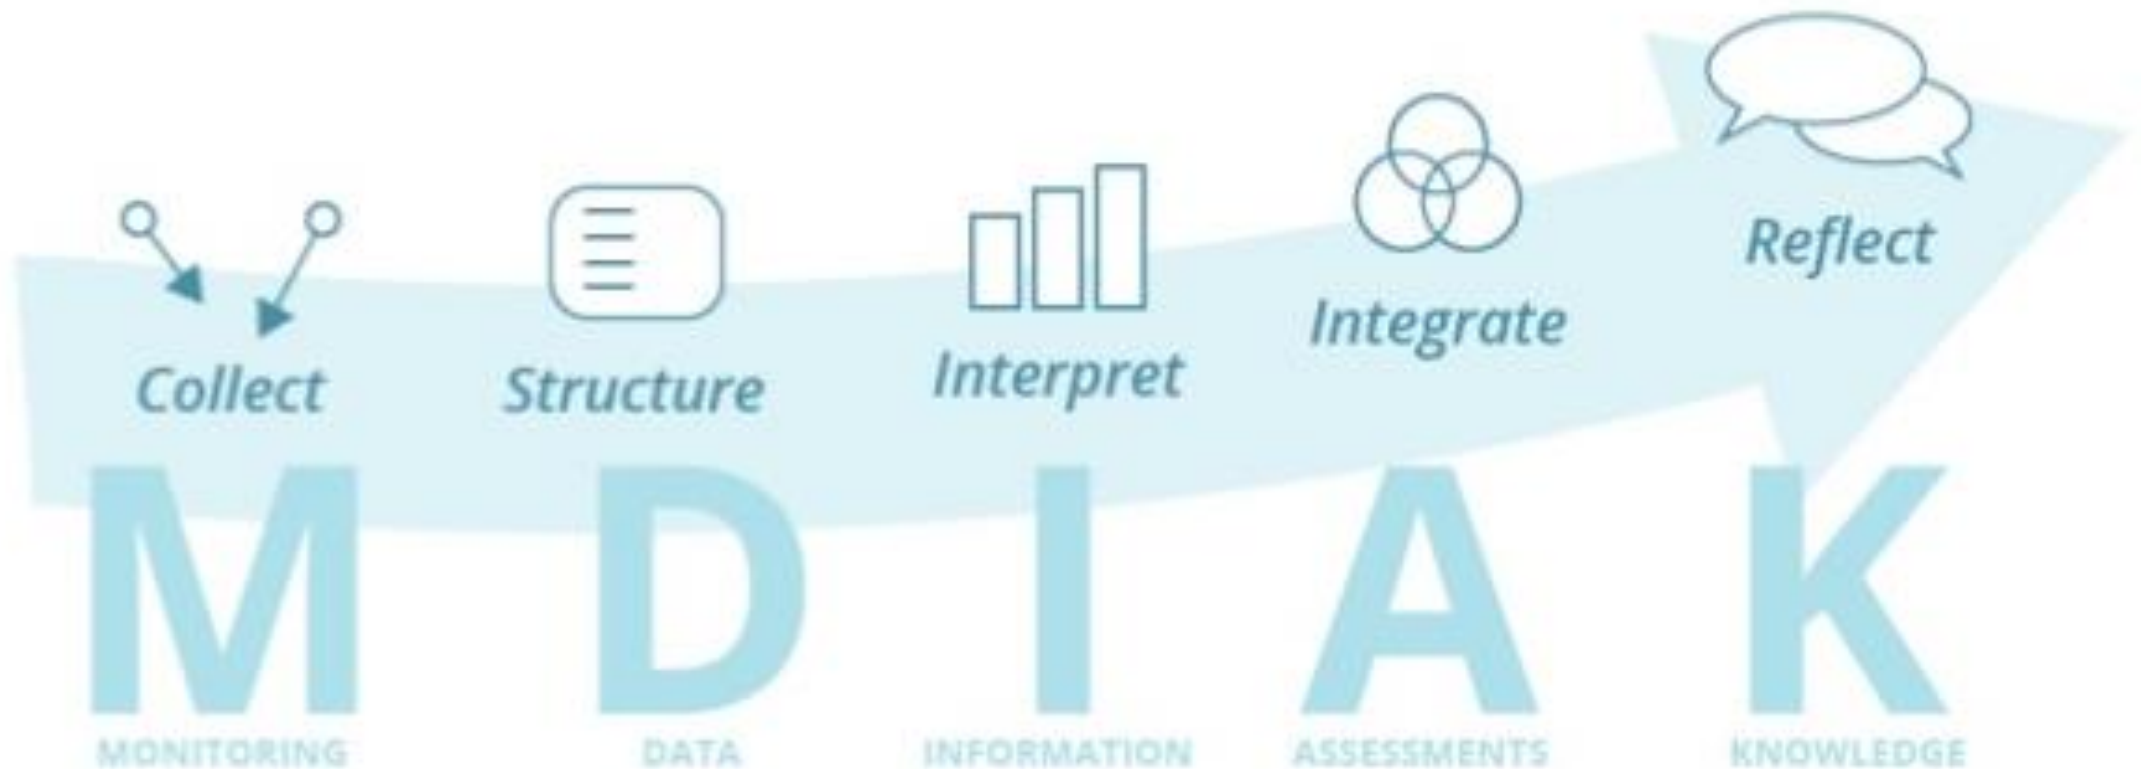 Collect
Structure
Interpret
Integrate
Reflect
M D I A K
MONITORING DATA INFORMATION ASSESSMENTS KNOWLEDGE